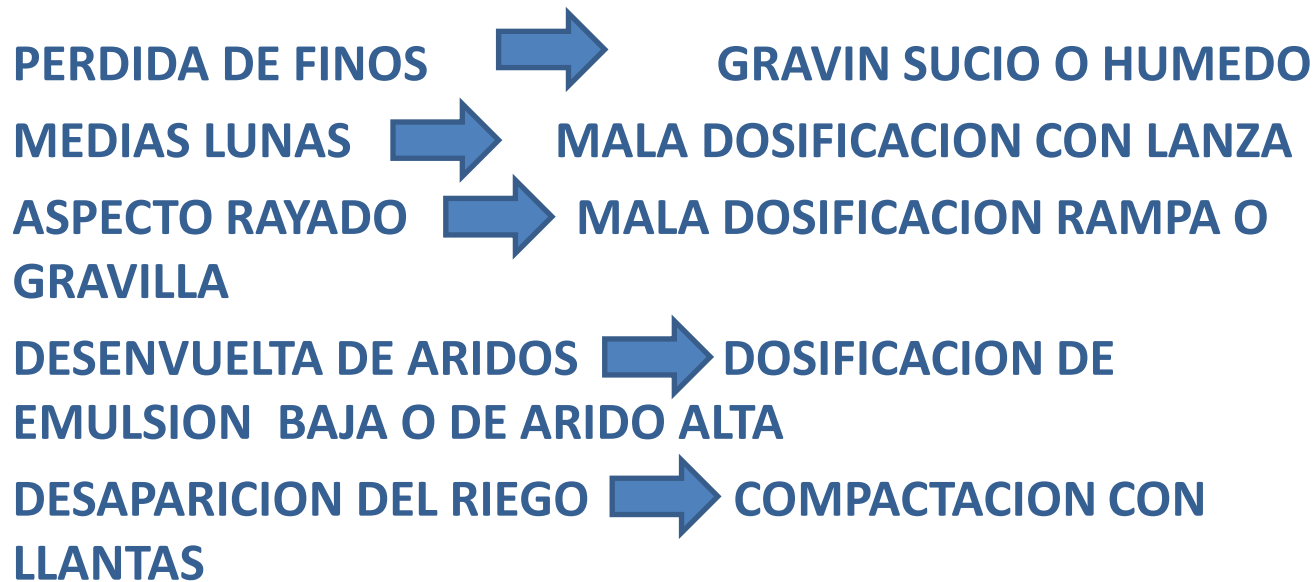 PERDIDA DE FINOS GRAVIN SUCIO O HUMEDO
MEDIAS LUNAS MALA DOSIFICACION CON LANZA
ASPECTO RAYADO MALA DOSIFICACION RAMPA O
GRAVILLA
DESENVUELTA DE ARIDOS DOSIFICACION DE
EMULSION BAJA O DE ARIDO ALTA
DESAPARICION DEL RIEGO COMPACTACION CON
LLANTAS